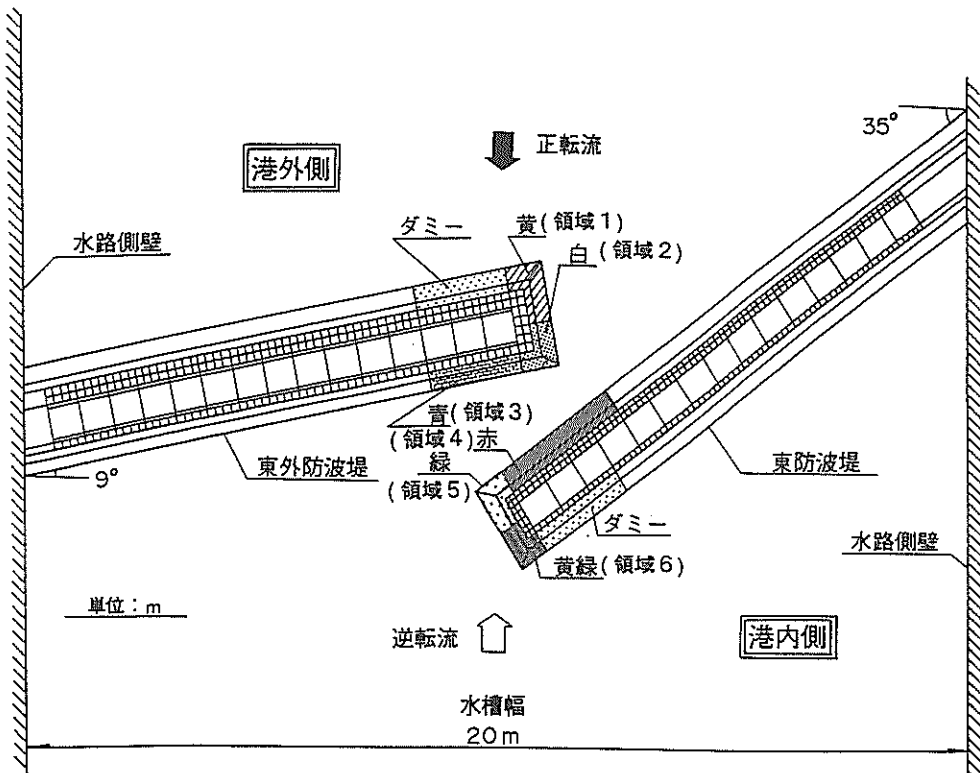 35°
正転流
港外側
ダミー
黄(領域1)
白(領域2)
水路側壁
青(領域3)
(領域4)赤
緑
(領域5)
東外防波堤
9°
東防波堤
ダミー
水路側壁
黄緑(領域6)
単位：m
逆転流
港内側
水槽幅
20m